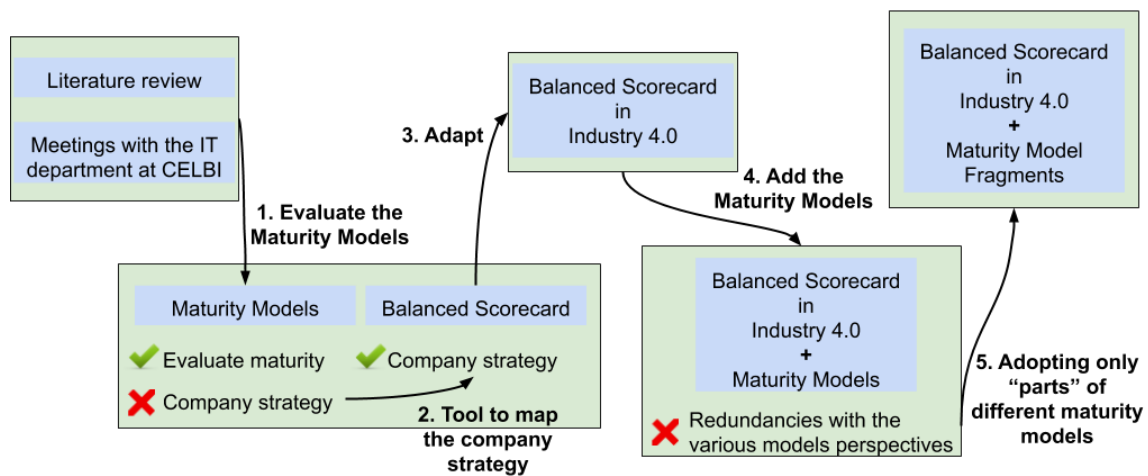 Literature review
Meetings with the IT
department at CELBI
1. Evaluate the
Maturity Models
Maturity Models
Evaluate maturity
Company strategy
Balanced Scorecard
Company strategy
2. Tool to map
the company
strategy
3. Adapt
Balanced Scorecard
in
Industry 4.0
4. Add the
Maturity Models
Balanced Scorecard
in
Industry 4.0
+
Maturity Models
Redundancies with the
various models perspectives
5. Adopting only
“parts” of
different maturity
models
Balanced Scorecard
in
Industry 4.0
+
Maturity Model
Fragments